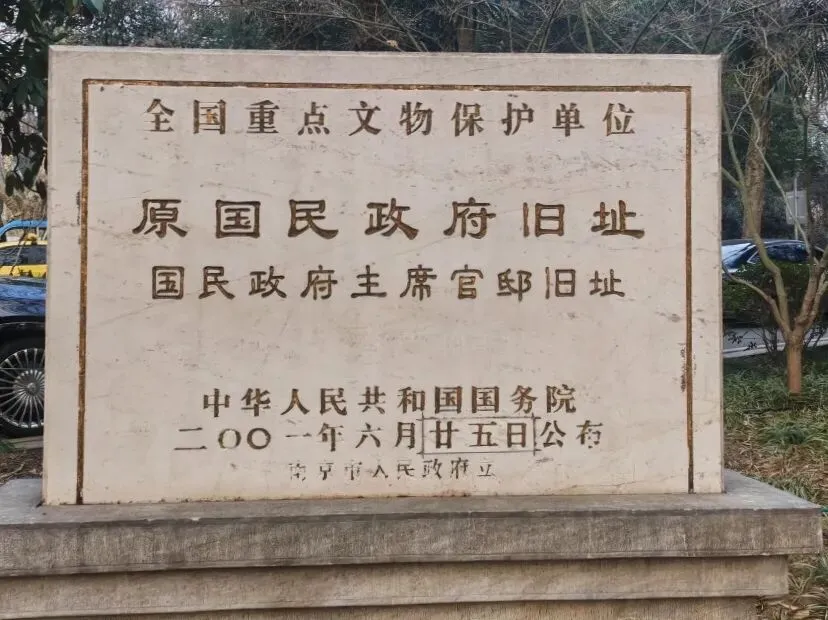 全国重点文物保护单位
原国民政府旧址
国民政府主席官邸旧址
中华人民共和国国务院
二〇〇一年六月廿五日公布
南京市人民政府立